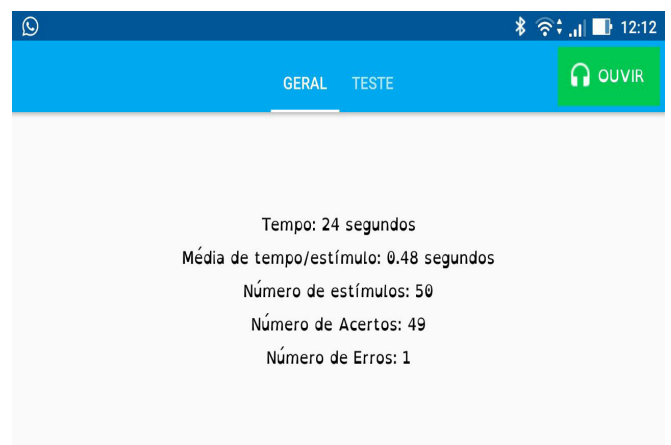 12:12
GERAL TESTE OUVIR
Tempo: 24 segundos
Média de tempo/estímulo: 0.48 segundos
Número de estímulos: 50
Número de Acertos: 49
Número de Erros: 1